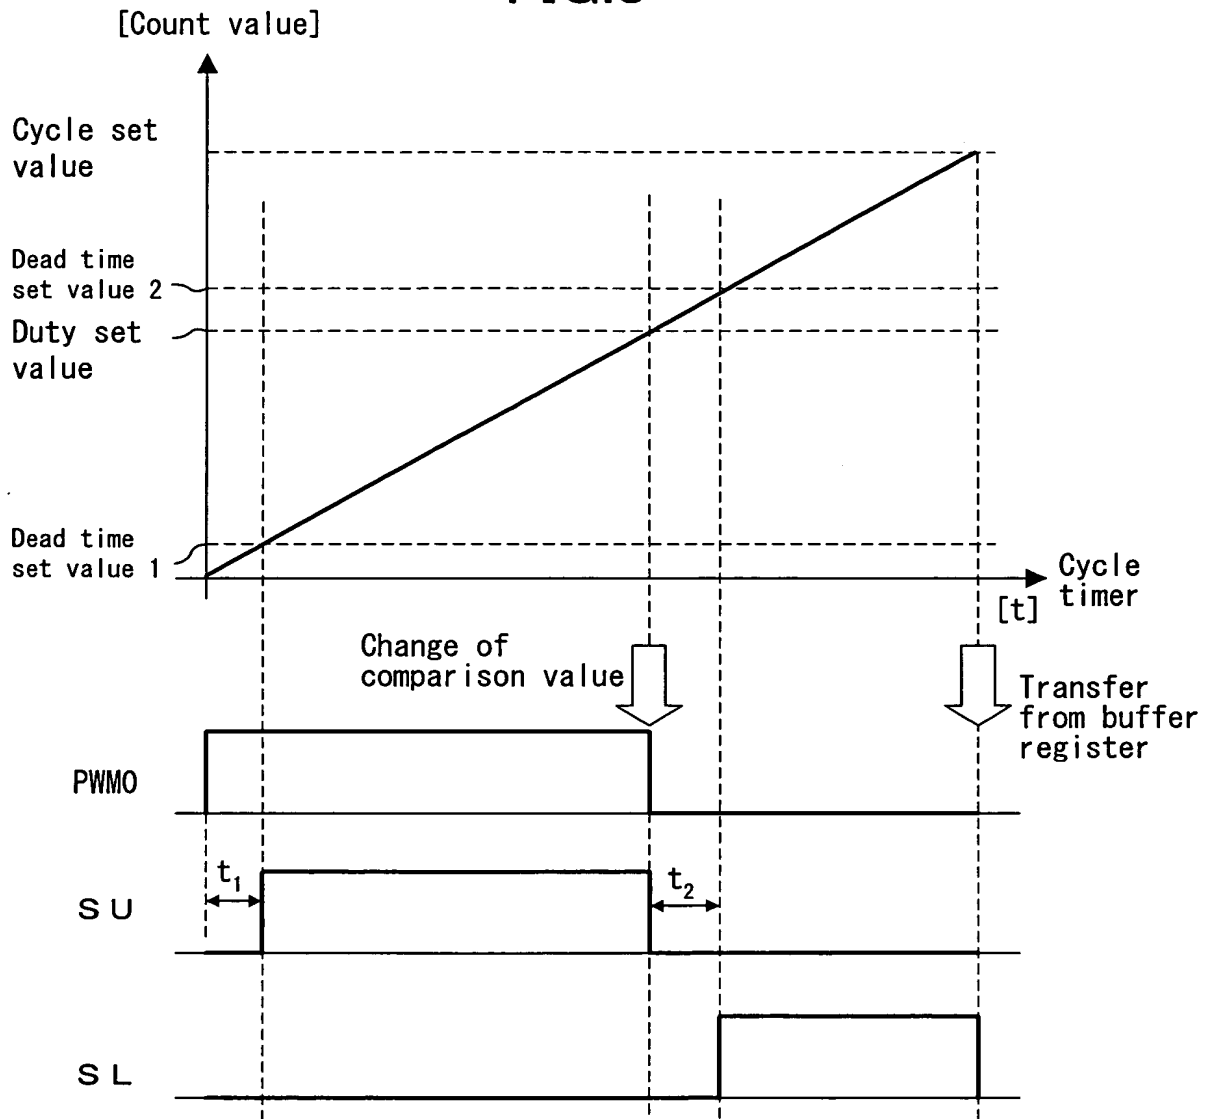 [Count value]
Cycle set
value
Dead time
set value 2
Duty set
value
Dead time
set value 1
Cycle
timer
[t]
Change of
comparison value
Transfer
from buffer
register
PWMO
t1
t2
SU
SL